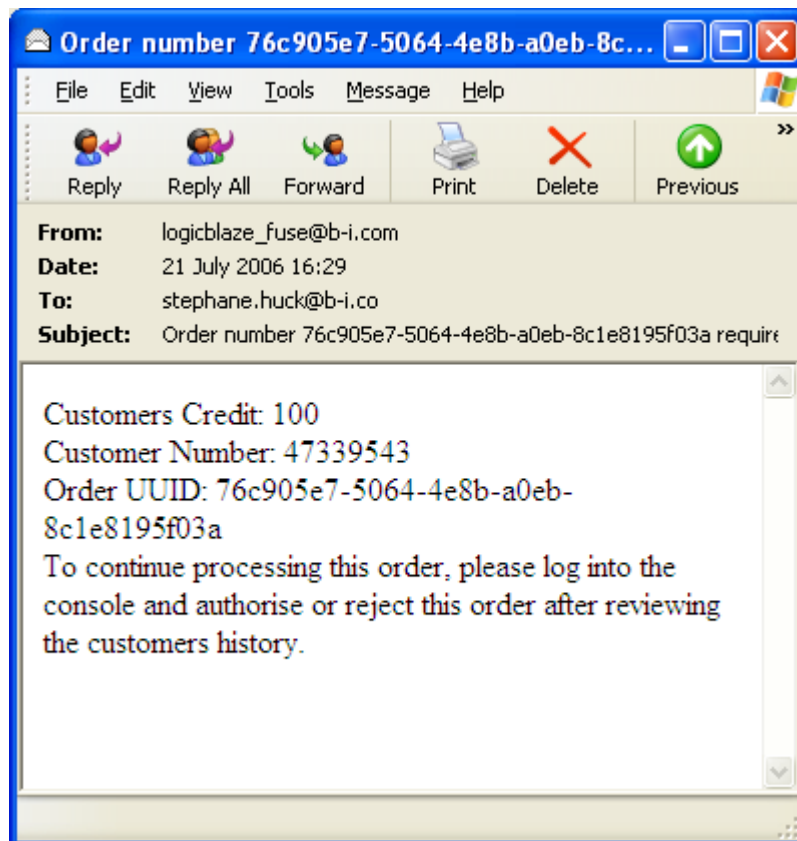 Order number 76c905e7-5064-4e8b-a0eb-8c...
File Edit View Tools Message Help
»
Reply Reply All Forward Print Delete Previous
From: logicblaze_fuse@b-i.com
Date: 21 July 2006 16:29
To: stephane.huck@b-i.co
Subject: Order number 76c905e7-5064-4e8b-a0eb-8c1e8195f03a require
Customers Credit: 100
Customer Number: 47339543
Order UUID: 76c905e7-5064-4e8b-a0eb-
8c1e8195f03a
To continue processing this order, please log into the
console and authorise or reject this order after reviewing
the customers history.